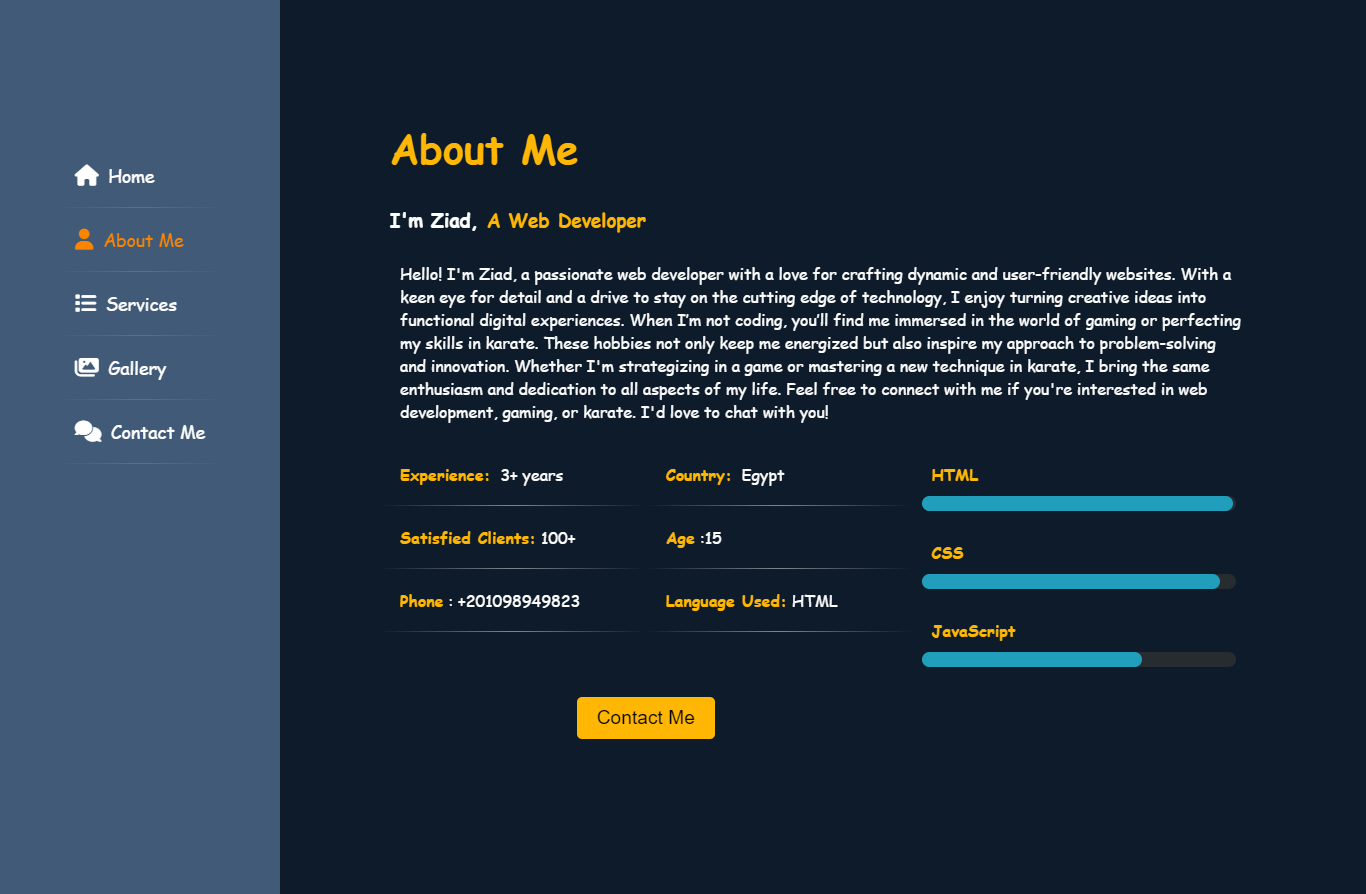 Home
About Me
Services
Gallery
Contact Me
About Me
I'm Ziad, A Web Developer
Hello! I'm Ziad, a passionate web developer with a love for crafting dynamic and user-friendly websites. With a
keen eye for detail and a drive to stay on the cutting edge of technology, I enjoy turning creative ideas into
functional digital experiences. When I’m not coding, you’ll find me immersed in the world of gaming or perfecting
my skills in karate. These hobbies not only keep me energized but also inspire my approach to problem-solving
and innovation. Whether I'm strategizing in a game or mastering a new technique in karate, I bring the same
enthusiasm and dedication to all aspects of my life. Feel free to connect with me if you're interested in web
development, gaming, or karate. I'd love to chat with you!
Experience: 3+ years
Satisfied Clients: 100+
Phone : +201098949823
Country: Egypt
Age :15
Language Used: HTML
HTML
CSS
JavaScript
Contact Me